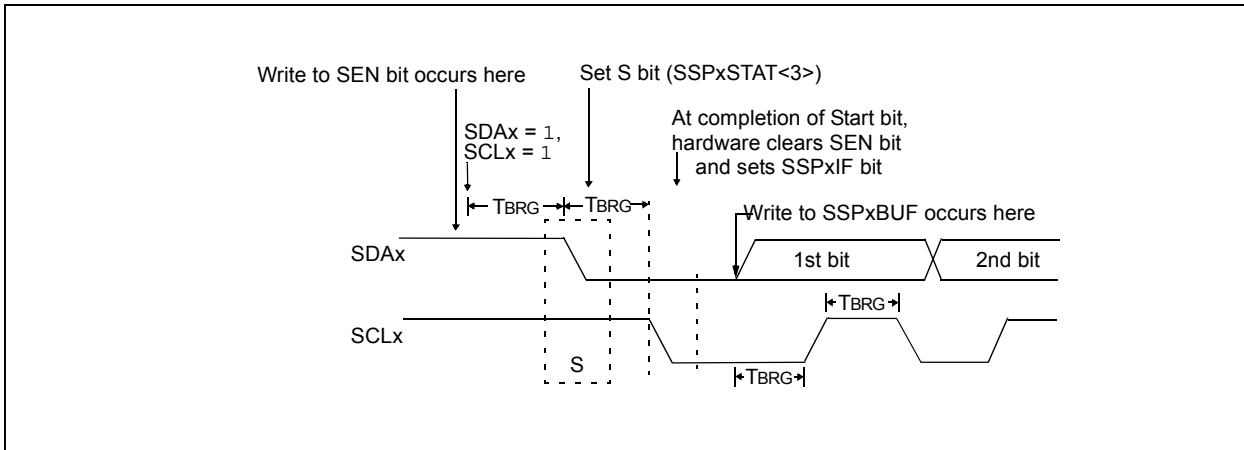 Write to SEN bit occurs here
Set S bit (SSPxSTAT<3>)
At completion of Start bit,
hardware clears SEN bit
and sets SSPxIF bit
SDAx = 1,
SCLx = 1
TBRG
TBRG
Write to SSPxBUF occurs here
SDAx
1st bit
2nd bit
TBRG
SCLx
S
TBRG